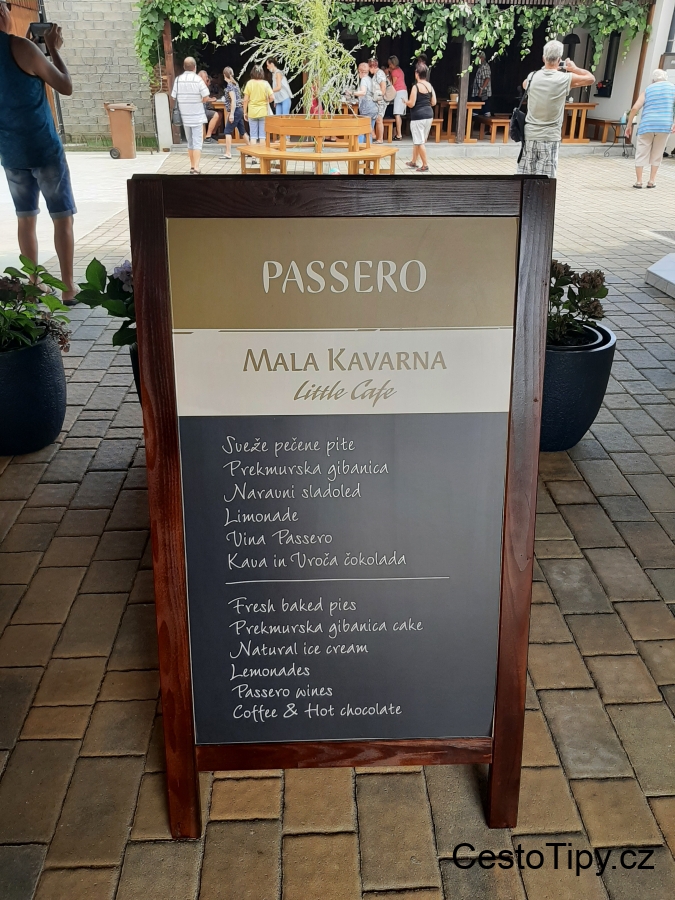 PASSERO
MALA KAVARNA
Little Cafe
Sveže pečene pite
Prekmurska gibanica
Naravni sladoled
Limonade
Vina Passero
Kava in Vroča čokolada
Fresh baked pies
Prekmurska gibanica cake
Natural ice cream
Lemonades
Passero wines
Coffee & Hot chocolate
CestoTipy.cz